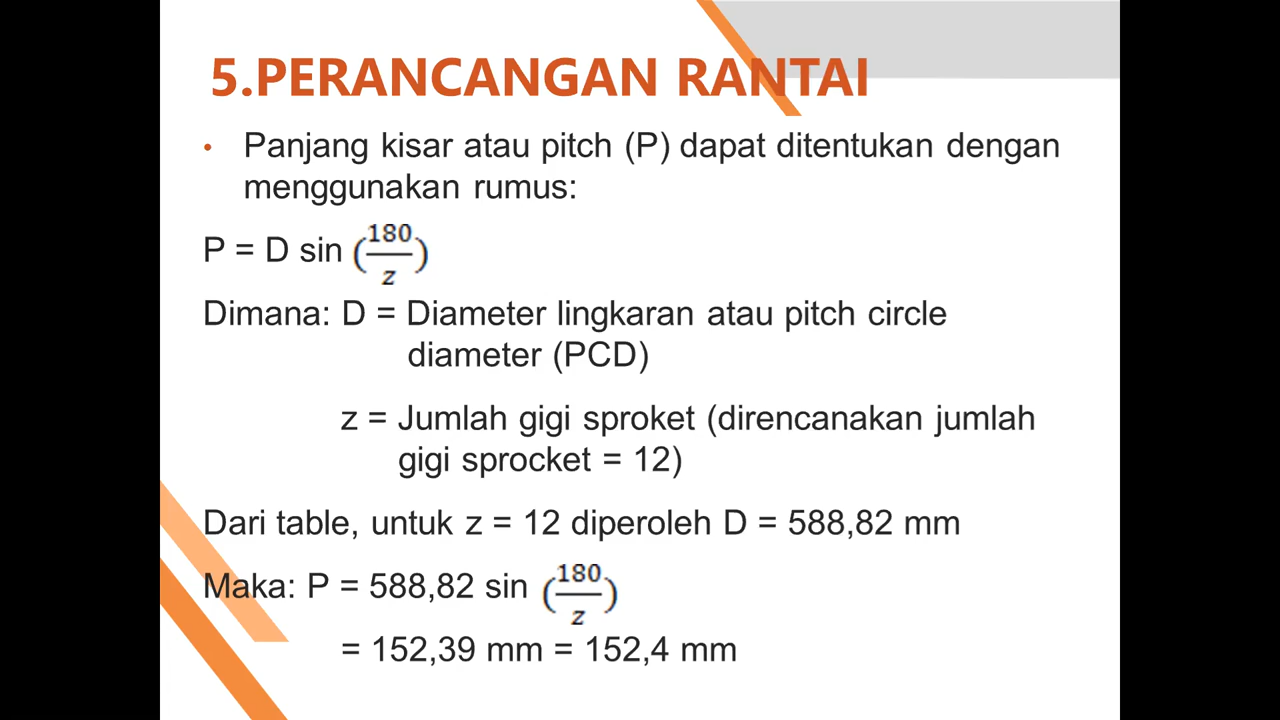 5.PERANCANGAN RANTAI
• Panjang kisar atau pitch (P) dapat ditentukan dengan
menggunakan rumus:
P = D sin (180/z)
Dimana: D = Diameter lingkaran atau pitch circle
diameter (PCD)
z = Jumlah gigi sproket (direncanakan jumlah
gigi sprocket = 12)
Dari table, untuk z = 12 diperoleh D = 588,82 mm
Maka: P = 588,82 sin (180/z)
= 152,39 mm = 152,4 mm